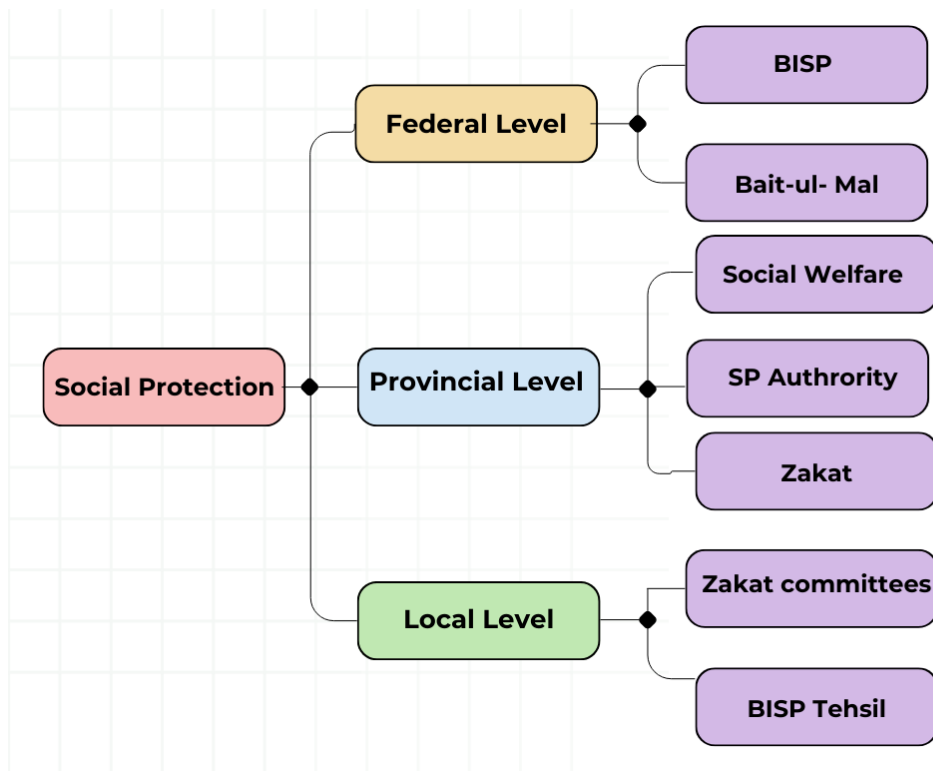 Social Protection
Federal Level
BISP
Bait-ul- Mal
Provincial Level
Social Welfare
SP Authrority
Zakat
Local Level
Zakat committees
BISP Tehsil